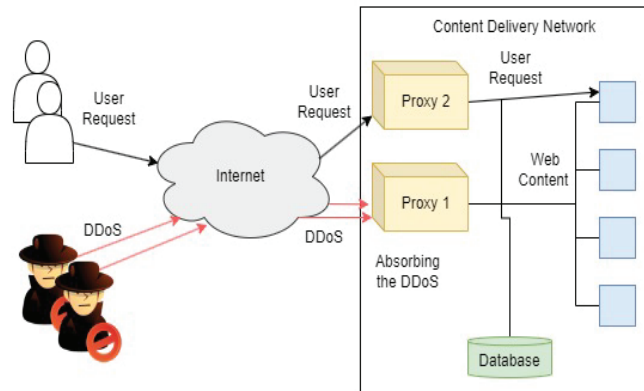 Content Delivery Network
User
Request
User
Request
Proxy 2
User
Request
Internet
Web
Content
Proxy 1
DDoS
DDoS
Absorbing
the DDoS
Database